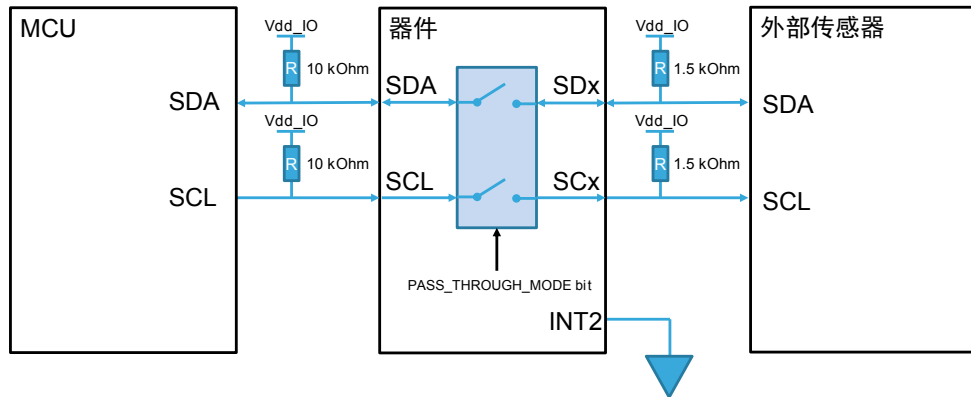 MCU
器件
外部传感器
Vdd_IO
Vdd_IO
R
10 kOhm
R
1.5 kOhm
SDA
SDA
SDx
SDA
Vdd_IO
Vdd_IO
R
10 kOhm
R
1.5 kOhm
SCL
SCL
SCx
SCL
PASS_THROUGH_MODE bit
INT2